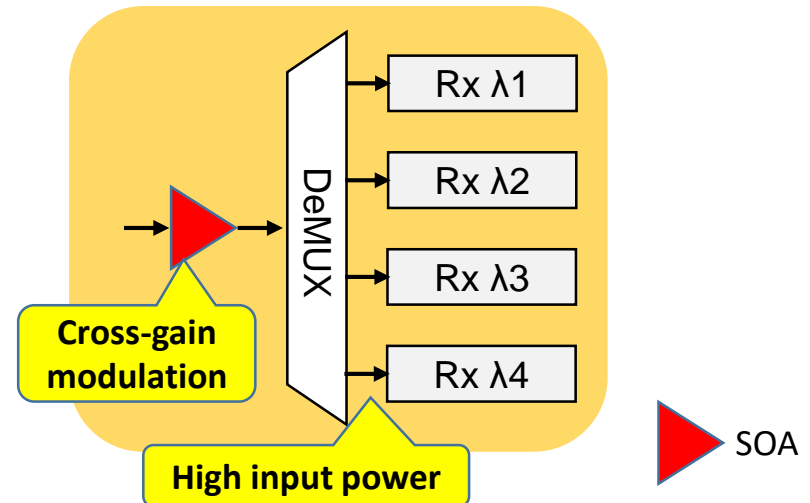 Rx λ1
Rx λ2
DeMUX
Rx λ3
Cross-gain
modulation
Rx λ4
High input power
SOA